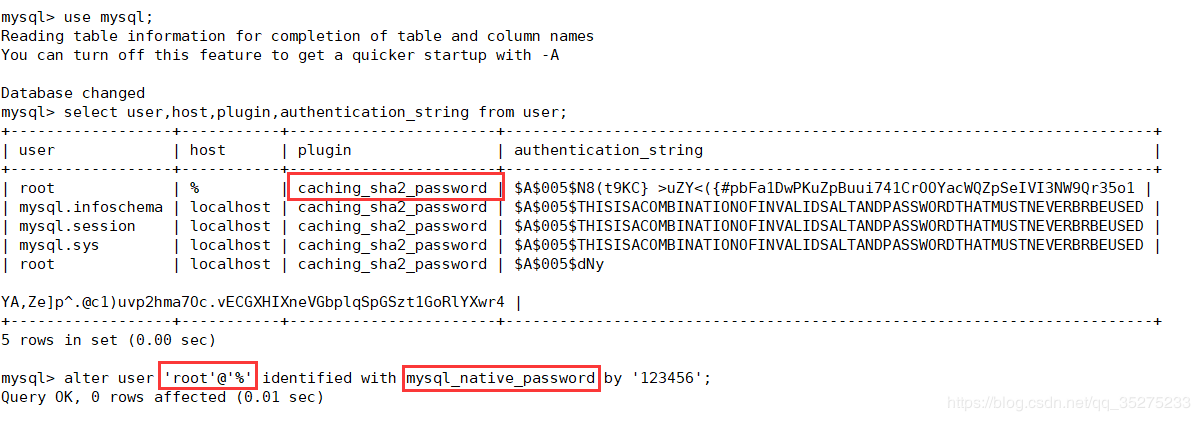 mysql> use mysql;
Reading table information for completion of table and column names
You can turn off this feature to get a quicker startup with -A
Database changed
mysql> select user,host,plugin,authentication_string from user;
+------------------+-----------+-----------------------+------------------------------------------------------------------------+
| user             | host      | plugin                | authentication_string                                                  |
+------------------+-----------+-----------------------+------------------------------------------------------------------------+
| root             | %         | caching_sha2_password | $A$005$N8(t9KC} >uZY<({#pbFa1DwPKuZpBuui741CrOOYacWQZpSeIVI3NW9Qr35o1 |
| mysql.infoschema | localhost | caching_sha2_password | $A$005$THISISACOMBINATIONOFINVALIDSALTANDPASSWORDTHATMUSTNEVERBRBEUSED |
| mysql.session    | localhost | caching_sha2_password | $A$005$THISISACOMBINATIONOFINVALIDSALTANDPASSWORDTHATMUSTNEVERBRBEUSED |
| mysql.sys        | localhost | caching_sha2_password | $A$005$THISISACOMBINATIONOFINVALIDSALTANDPASSWORDTHATMUSTNEVERBRBEUSED |
| root             | localhost | caching_sha2_password | $A$005$dNy
YA,Ze]p^.@c1)uvp2hma7Oc.vECGXHIXneVGbplqSpGSzt1GoRlYXwr4 |
+------------------+-----------+-----------------------+------------------------------------------------------------------------+
5 rows in set (0.00 sec)
mysql> alter user 'root'@'%' identified with mysql_native_password by '123456';
Query OK, 0 rows affected (0.01 sec)
https://blog.csdn.net/qq_35275233